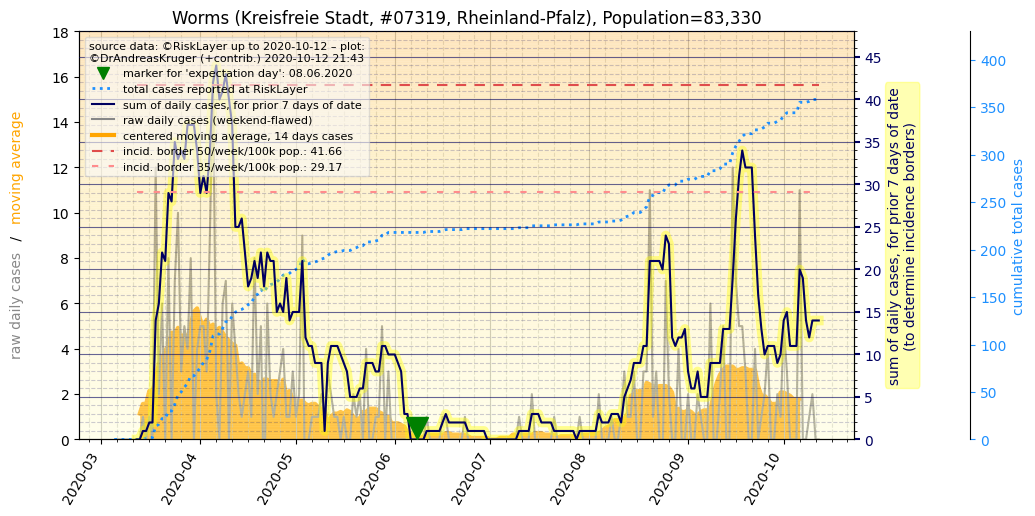 Worms (Kreisfreie Stadt, #07319, Rheinland-Pfalz), Population=83,330
source data: ©RiskLayer up to 2020-10-12 – plot:
©DrAndreasKruger (+contrib.) 2020-10-12 21:43
marker for 'expectation day': 08.06.2020
total cases reported at RiskLayer
sum of daily cases, for prior 7 days of date
raw daily cases (weekend-flawed)
centered moving average, 14 days cases
incid. border 50/week/100k pop.: 41.66
incid. border 35/week/100k pop.: 29.17
raw daily cases / moving average
18
16
14
12
10
8
6
4
2
0
45
40
35
30
25
20
15
10
5
0
sum of daily cases, for prior 7 days of date
(to determine incidence borders)
400
350
300
250
200
150
100
50
0
cumulative total cases
2020-03
2020-04
2020-05
2020-06
2020-07
2020-08
2020-09
2020-10